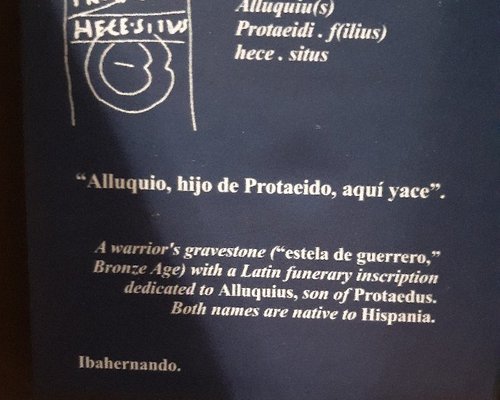 HECE·SITUS
Alluquiu(s)
Protaeidi . f(ilius)
hece . situs
“Alluquio, hijo de Protaeido, aquí yace”.
A warrior's gravestone (“estela de guerrero,”
Bronze Age) with a Latin funerary inscription
dedicated to Alluquius, son of Protaedus.
Both names are native to Hispania.
Ibahernando.